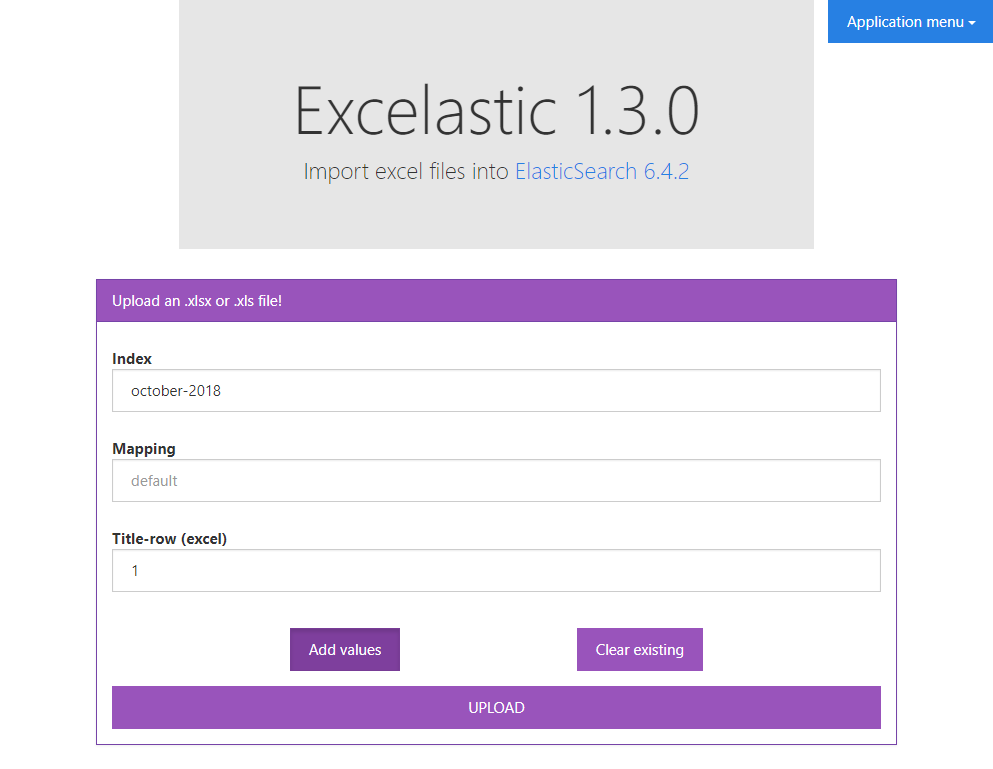 Application menu
Excelastic 1.3.0
Import excel files into ElasticSearch 6.4.2
Upload an .xlsx or .xls file!
Index
october-2018
Mapping
default
Title-row (excel)
1
Add values
Clear existing
UPLOAD